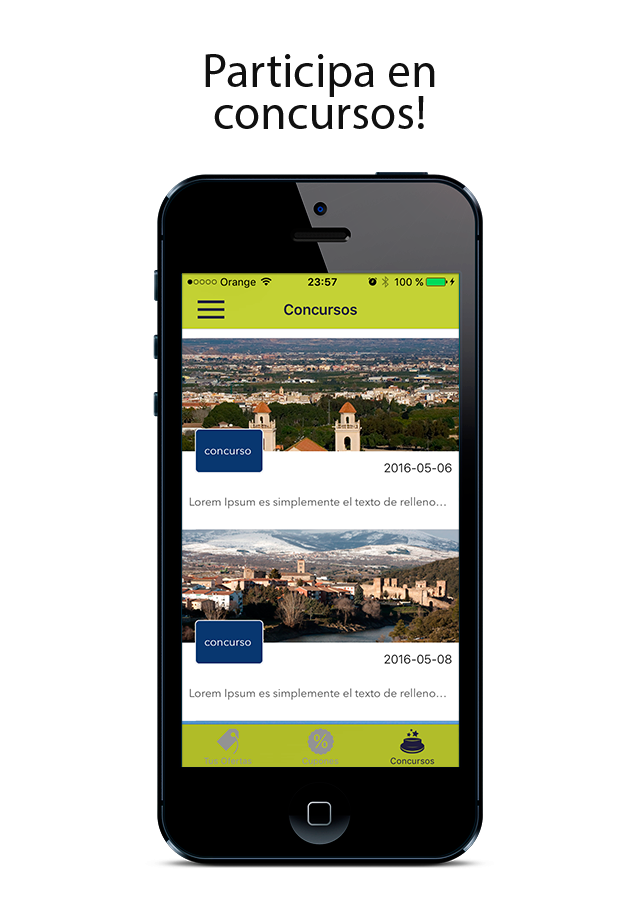 Participa en
concursos!
Orange 23:57 100 %
Concursos
concurso
2016-05-06
Lorem Ipsum es simplemente el texto de relleno...
concurso
2016-05-08
Lorem Ipsum es simplemente el texto de relleno...
Tus Ofertas Cupones Concursos